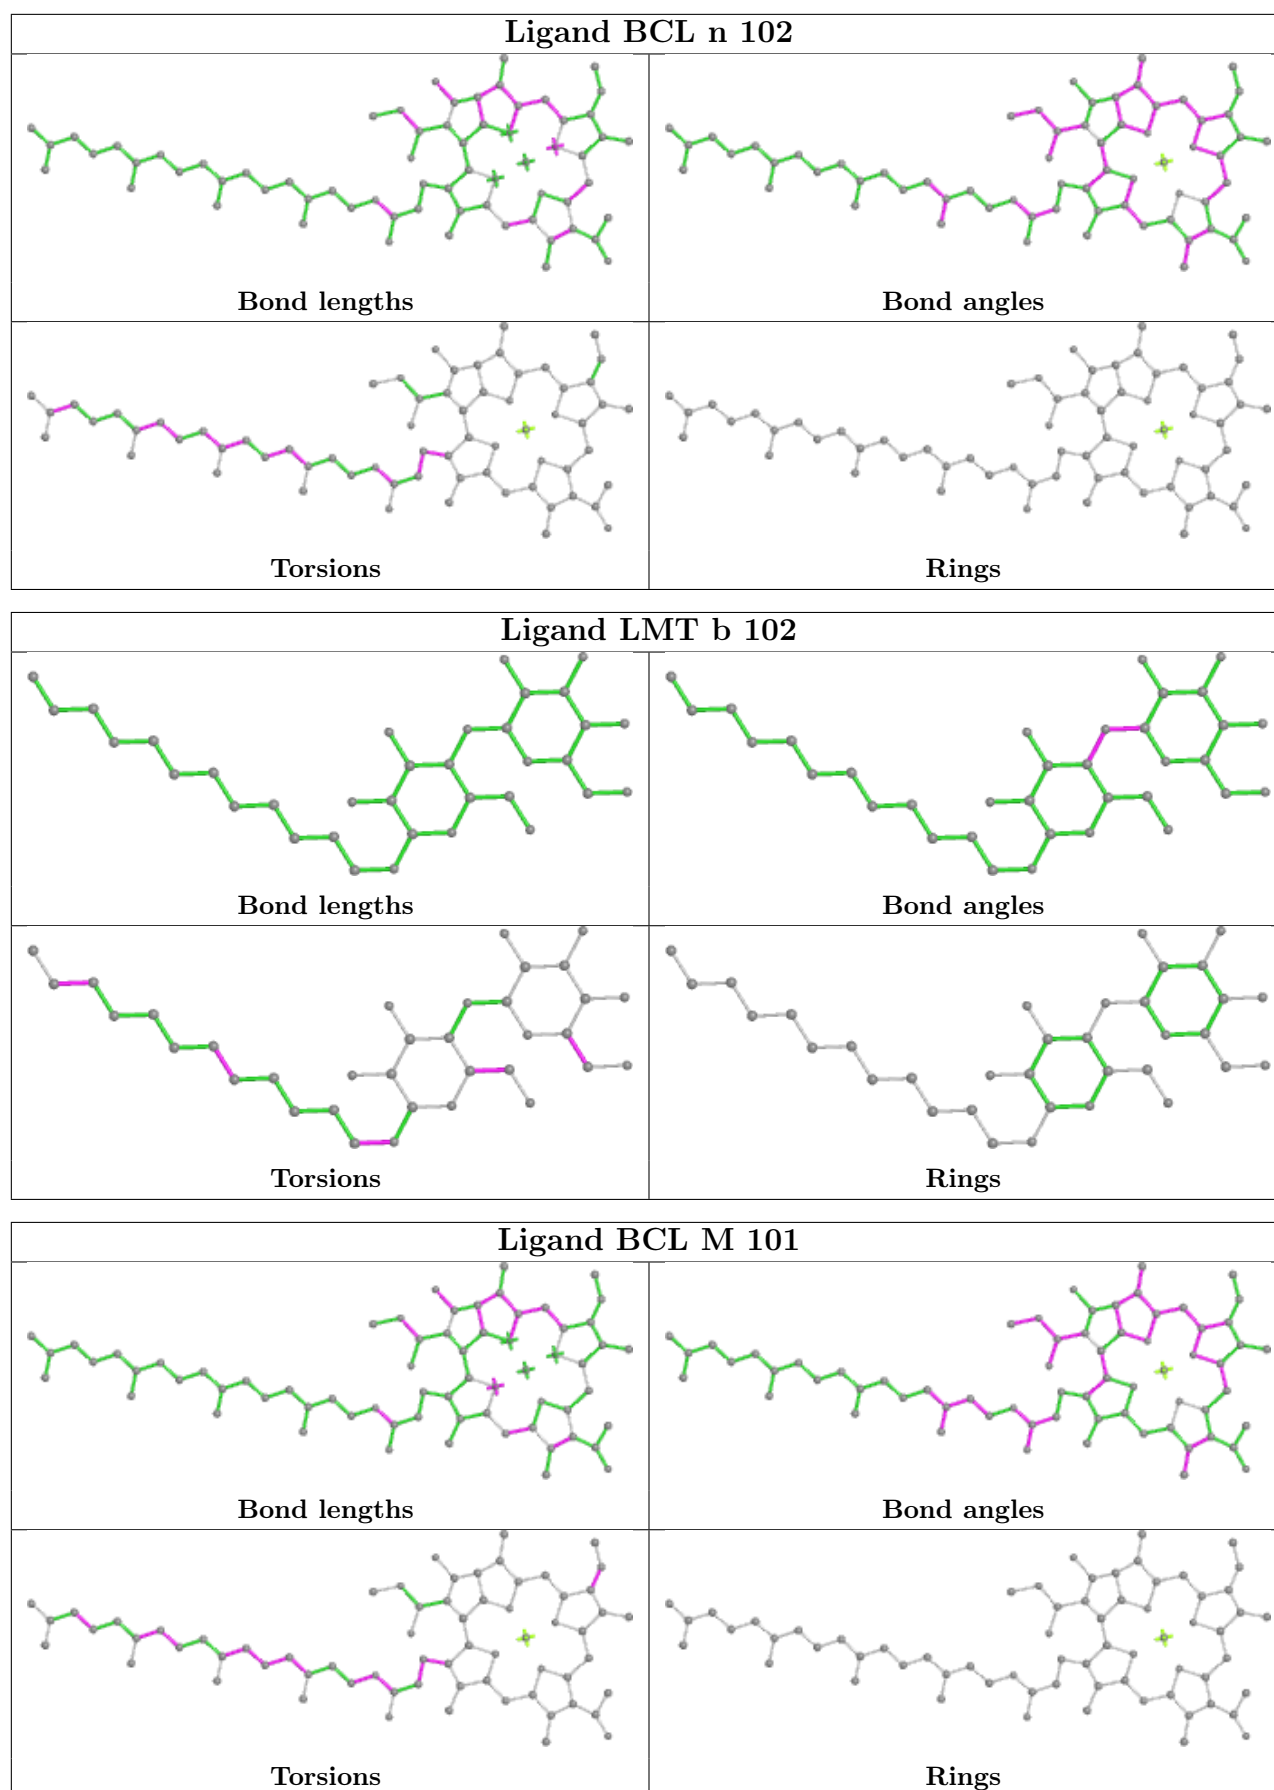 Ligand BCL n 102
Bond lengths
Bond angles
Torsions
Rings
Ligand LMT b 102
Bond lengths
Bond angles
Torsions
Rings
Ligand BCL M 101
Bond lengths
Bond angles
Torsions
Rings